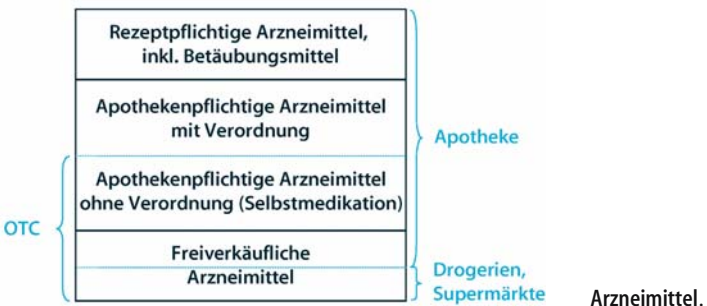 Rezeptpflichtige Arzneimittel,
inkl. Betäubungsmittel
Apothekenpflichtige Arzneimittel
mit Verordnung
Apotheke
Apothekenpflichtige Arzneimittel
ohne Verordnung (Selbstmedikation)
OTC
Freiverkäufliche
Arzneimittel
Drogerien,
Supermärkte
Arzneimittel.